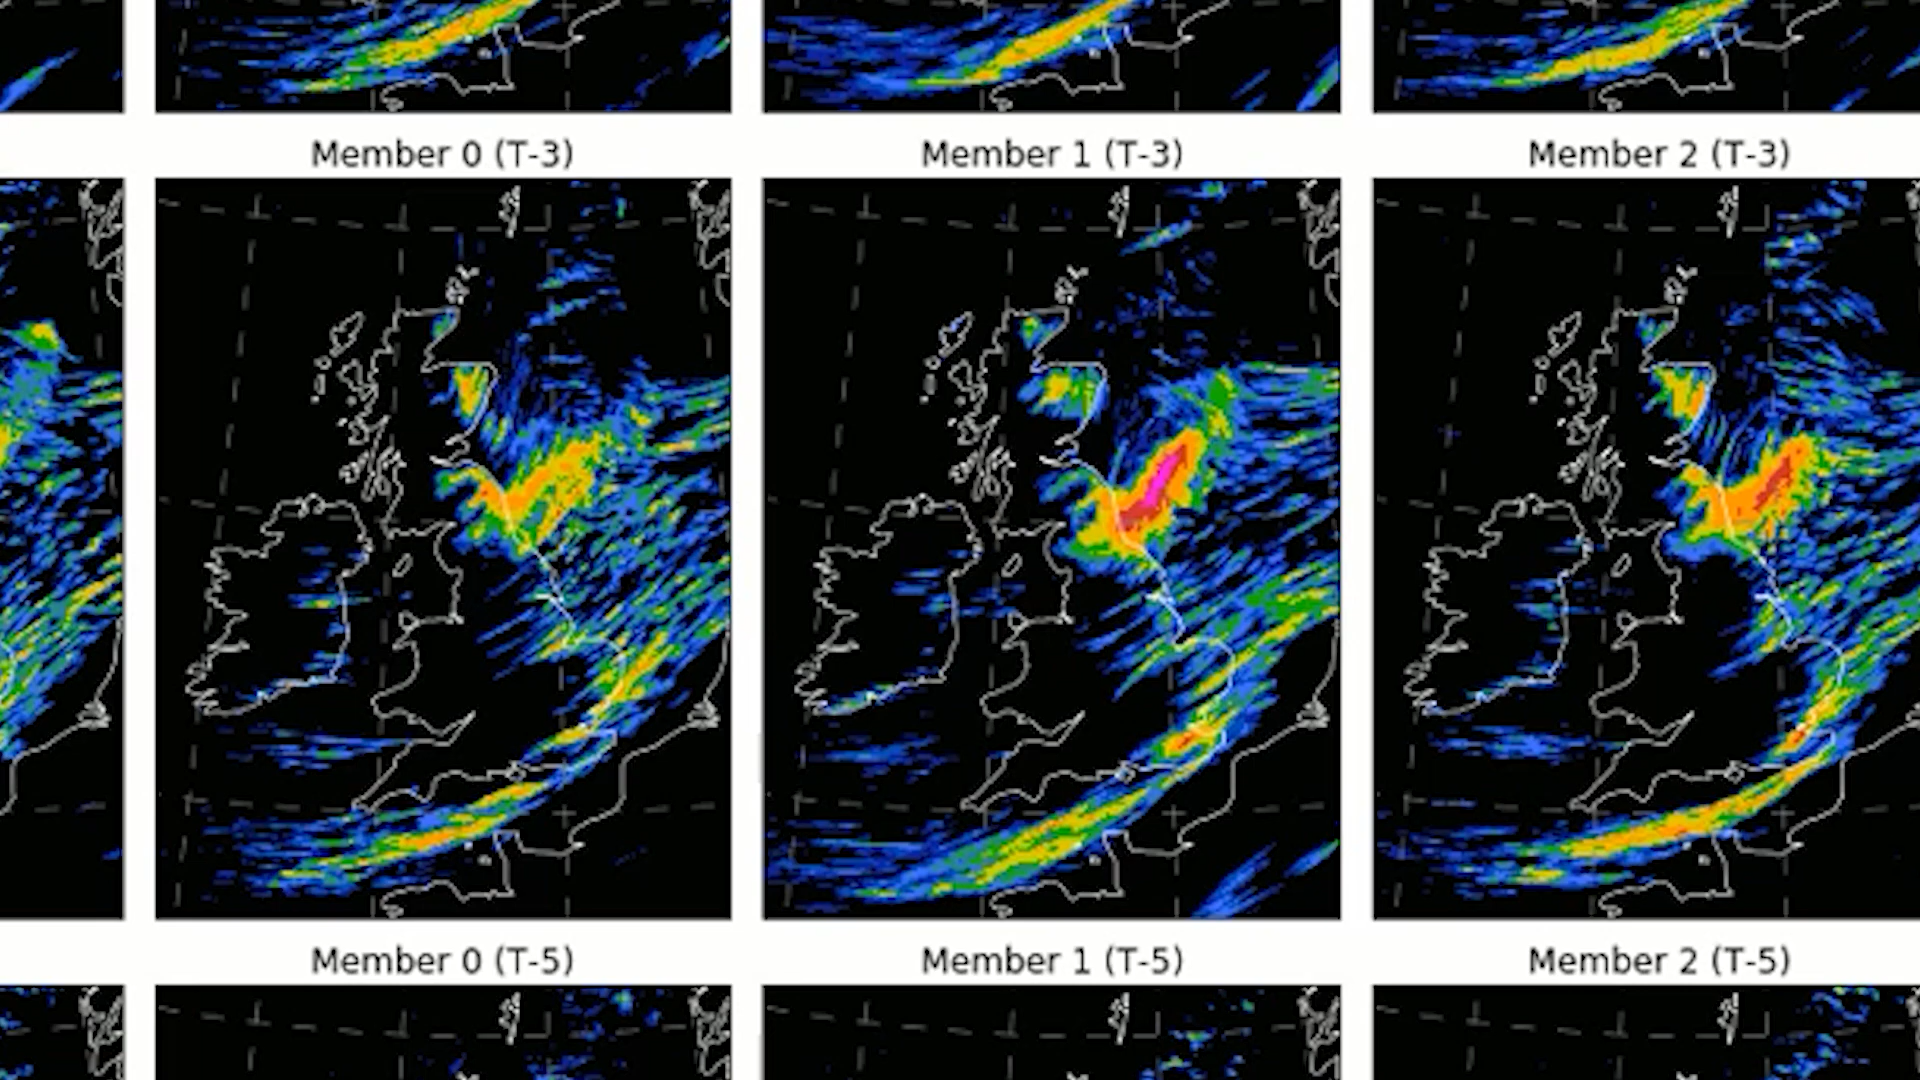 Member 0 (T-3)
Member 1 (T-3)
Member 2 (T-3)
Member 0 (T-5)
Member 1 (T-5)
Member 2 (T-5)